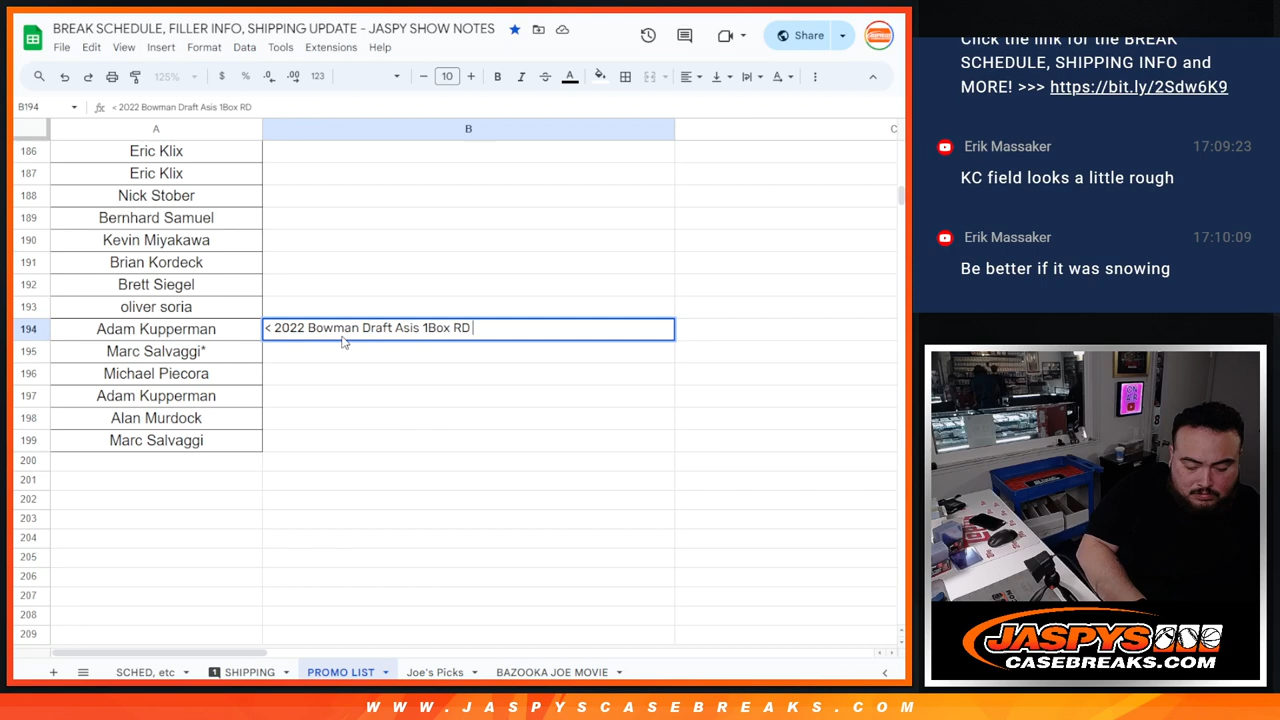 BREAK SCHEDULE, FILLER INFO, SHIPPING UPDATE - JASPY SHOW NOTES
File Edit View Insert Format Data Tools Extensions Help
Share
125% $ % .0 .00 123 10 B I A
B194 fx < 2022 Bowman Draft Asis 1Box RD
A B C
186 Eric Klix
187 Eric Klix
188 Nick Stober
189 Bernhard Samuel
190 Kevin Miyakawa
191 Brian Kordeck
192 Brett Siegel
193 oliver soria
194 Adam Kupperman < 2022 Bowman Draft Asis 1Box RD
195 Marc Salvaggi*
196 Michael Piecora
197 Adam Kupperman
198 Alan Murdock
199 Marc Salvaggi
200
201
202
203
204
205
206
207
208
209
SCHED, etc 1 SHIPPING PROMO LIST Joe's Picks BAZOOKA JOE MOVIE
Click the link for the BREAK
SCHEDULE, SHIPPING INFO and
MORE! >>> https://bit.ly/2Sdw6K9
Erik Massaker 17:09:23
KC field looks a little rough
Erik Massaker 17:10:09
Be better if it was snowing
JASPYS
CASEBREAKS.COM
WWW.JASPYSCASEBREAKS.COM